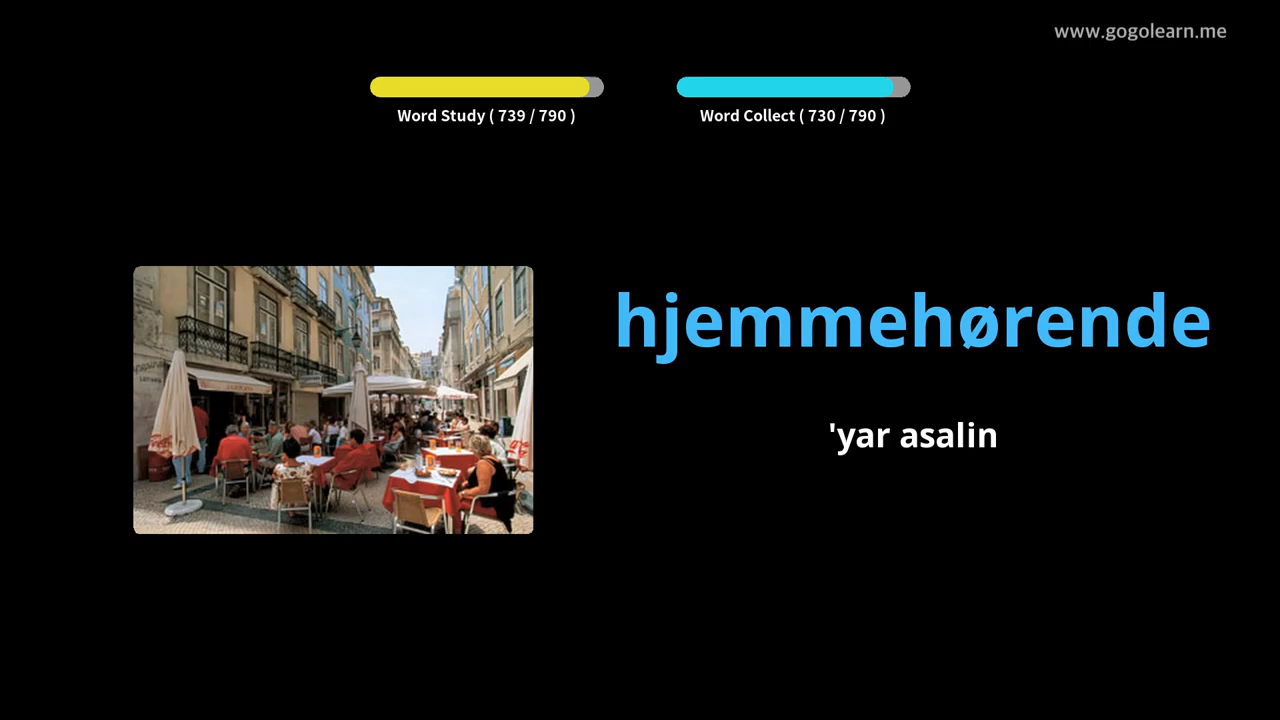 www.gogolearn.me
Word Study ( 739 / 790 )
Word Collect ( 730 / 790 )
hjemmehørende
'yar asalin